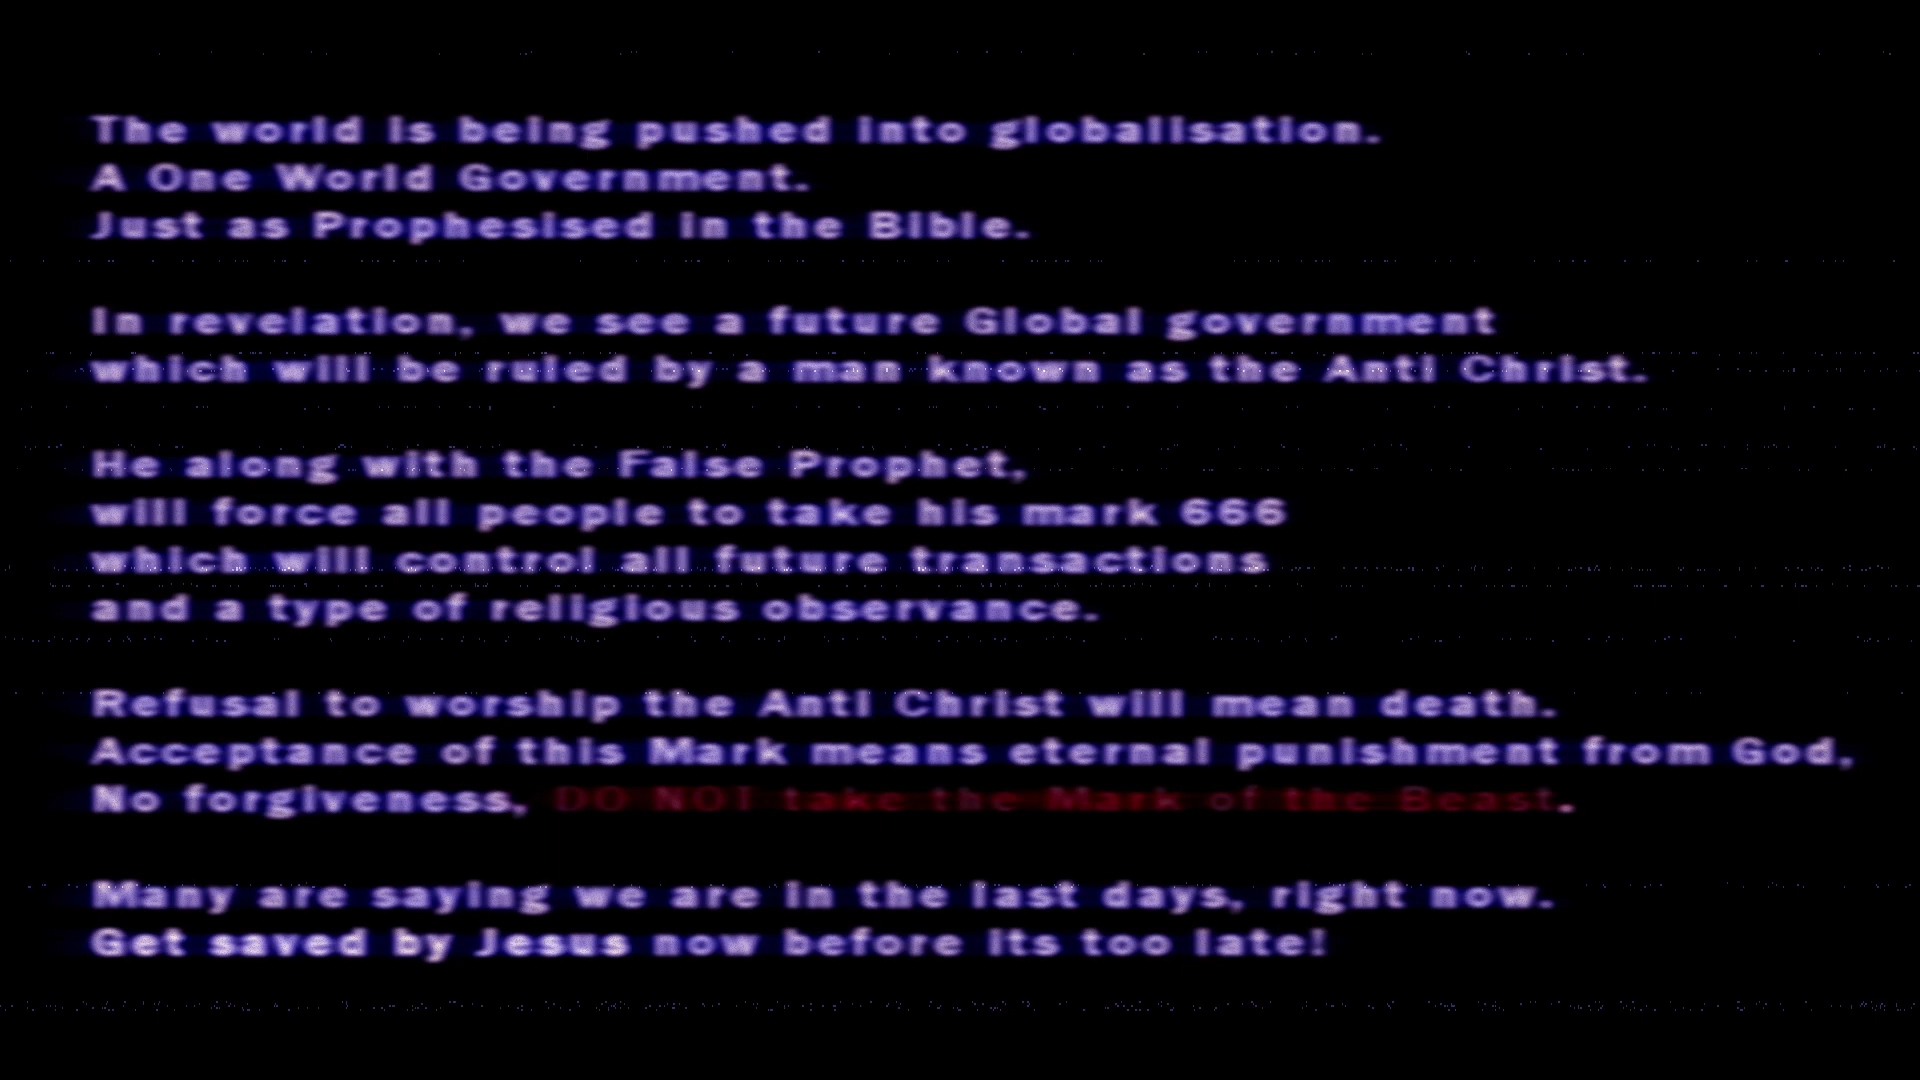 The world is being pushed into globalisation.
A One World Government.
Just as Prophesised in the Bible.
In revelation, we see a future Global government
which will be ruled by a man known as the Anti Christ.
He along with the False Prophet,
will force all people to take his mark 666
which will control all future transactions
and a type of religious observance.
Refusal to worship the Anti Christ will mean death.
Acceptance of this Mark means eternal punishment from God,
No forgiveness, DO NOT take the Mark of the Beast.
Many are saying we are in the last days, right now.
Get saved by Jesus now before its too late!